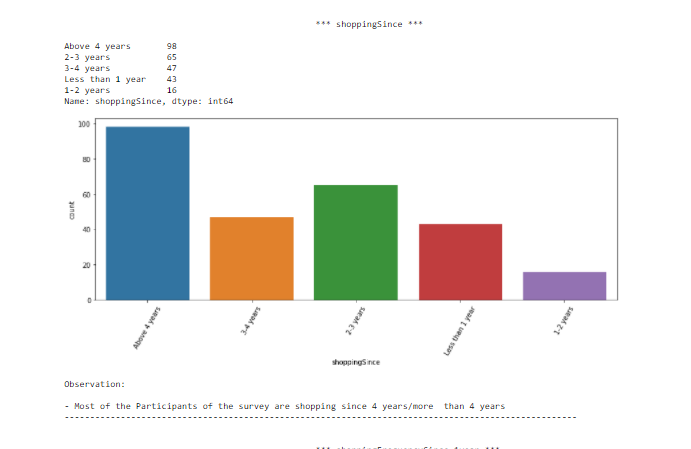 *** shoppingSince ***
Above 4 years 98
2-3 years 65
3-4 years 47
Less than 1 year 43
1-2 years 16
Name: shoppingSince, dtype: int64
100
80
60
40
20
0
count
Above 4 years
3-4 years
2-3 years
Less than 1 year
1-2 years
shoppingSince
Observation:
- Most of the Participants of the survey are shopping since 4 years/more than 4 years
--------------------------------------------------------------------------------